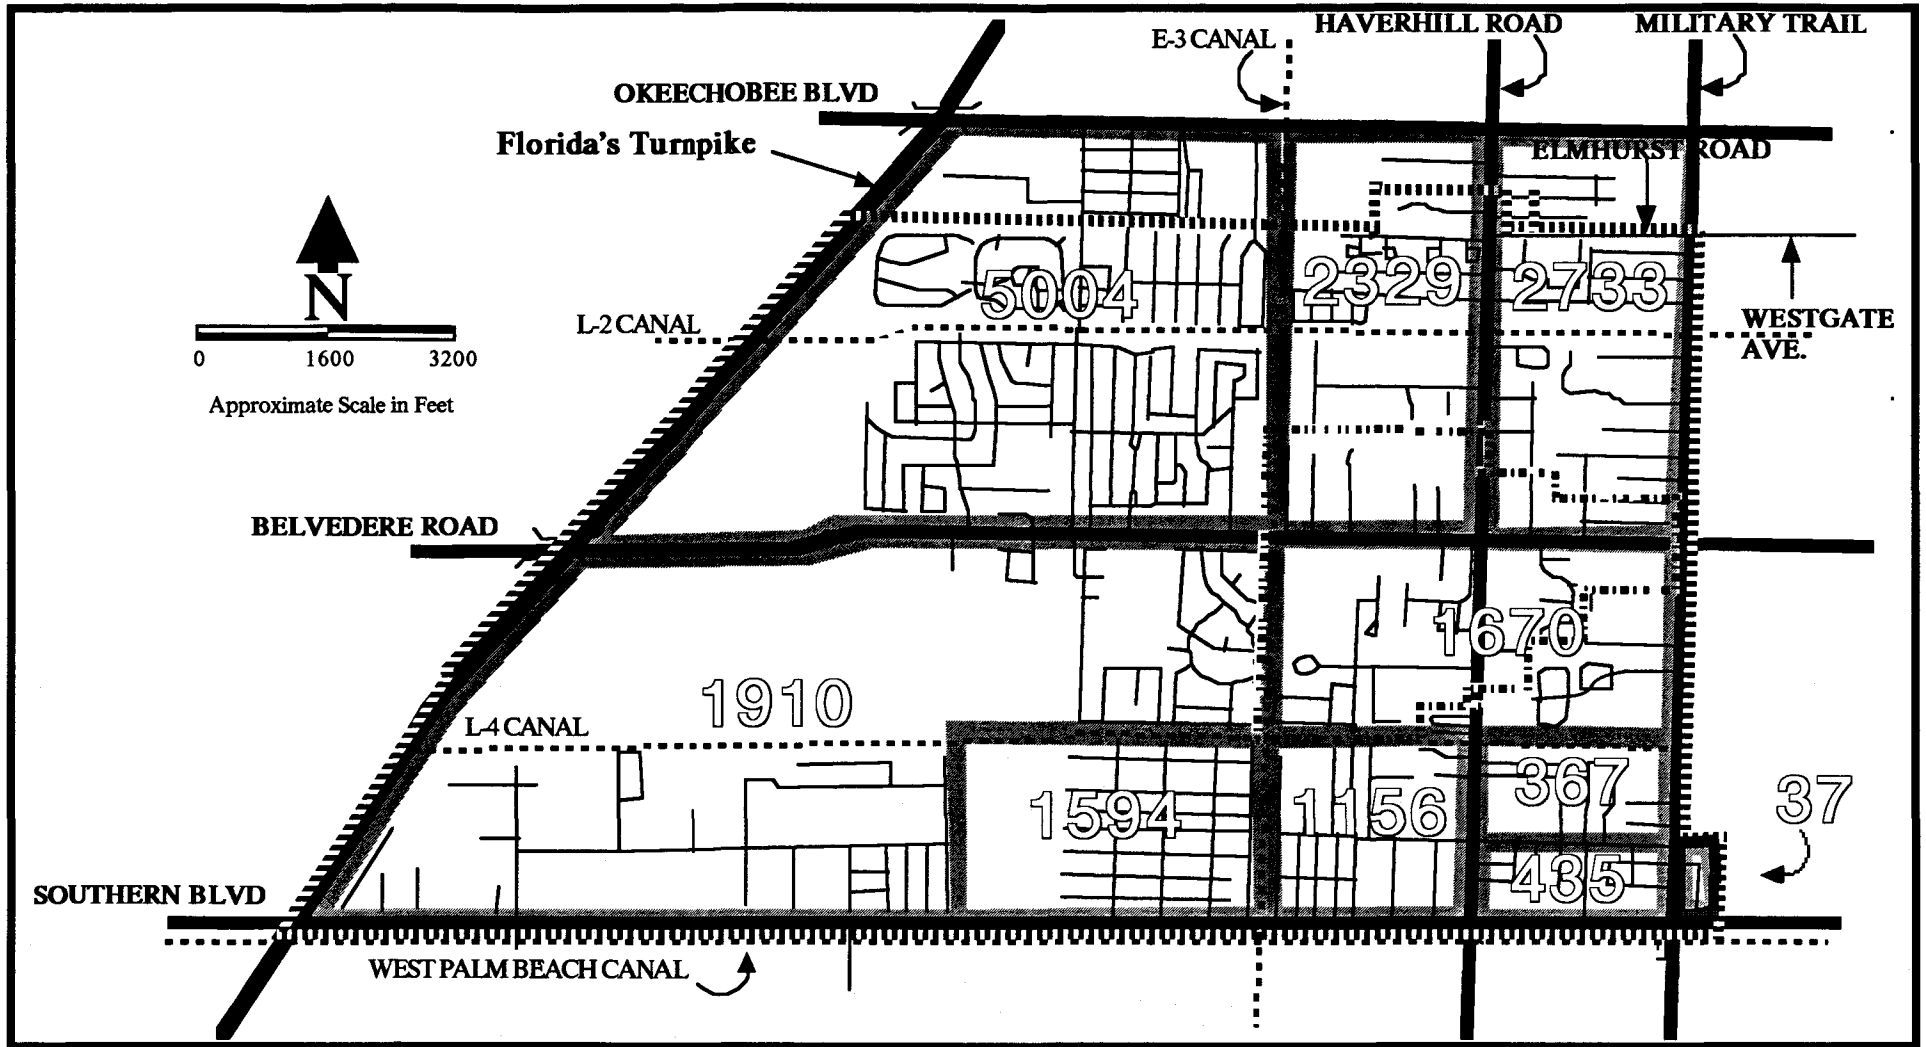 HAVERHILL ROAD
MILITARY TRAIL
E-3 CANAL
OKEECHOBEE BLVD
Florida's Turnpike
ELMHURST ROAD
N
5004
2329
2733
L-2 CANAL
WESTGATE
AVE.
0 1600 3200
Approximate Scale in Feet
BELVEDERE ROAD
1670
1910
L-4 CANAL
1594
1156
367
37
435
SOUTHERN BLVD
WEST PALM BEACH CANAL